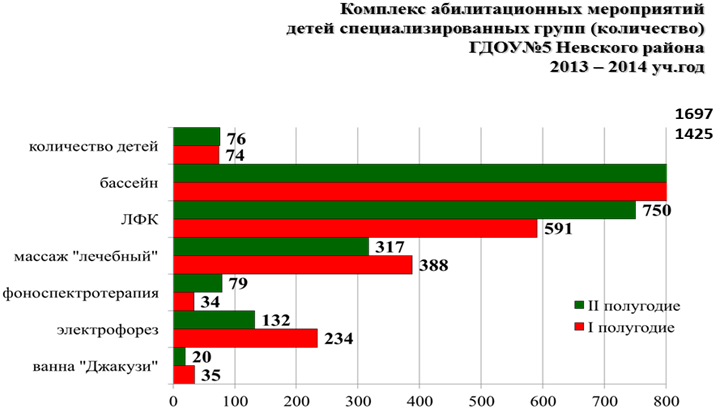 Комплекс абилитационных мероприятий
детей специализированных групп (количество)
ГДОУ№5 Невского района
2013 – 2014 уч.год
1697
1425
количество детей
76
74
бассейн
ЛФК
750
591
массаж "лечебный"
317
388
фоноспектротерапия
79
34
электрофорез
132
234
ванна "Джакузи"
20
35
II полугодие
I полугодие
0 100 200 300 400 500 600 700 800